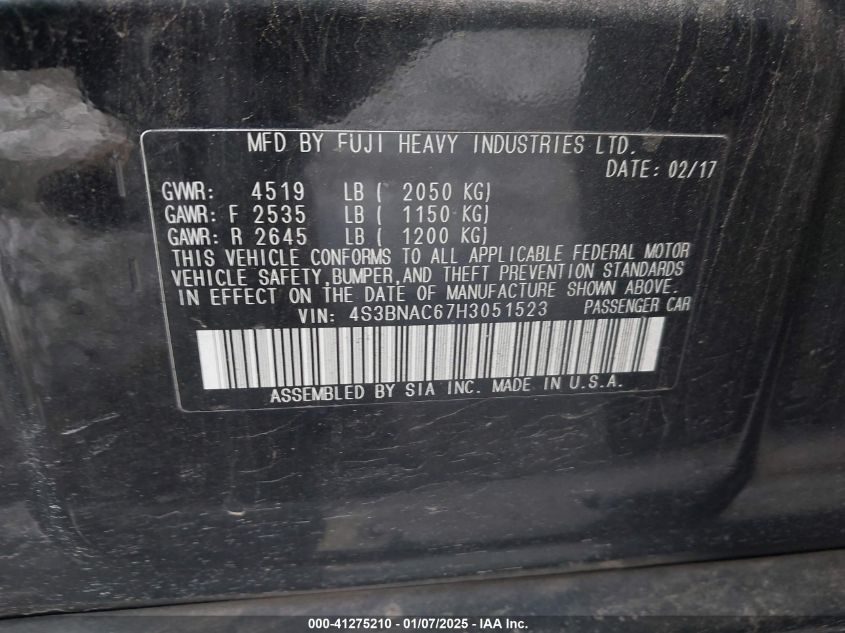 MFD BY FUJI HEAVY INDUSTRIES LTD.
DATE: 02/17
GVWR: 4519 LB ( 2050 KG)
GAWR: F 2535 LB ( 1150 KG)
GAWR: R 2645 LB ( 1200 KG)
THIS VEHICLE CONFORMS TO ALL APPLICABLE FEDERAL MOTOR
VEHICLE SAFETY,BUMPER,AND THEFT PREVENTION STANDARDS
IN EFFECT ON THE DATE OF MANUFACTURE SHOWN ABOVE.
VIN: 4S3BNAC67H3051523 PASSENGER CAR
ASSEMBLED BY SIA INC. MADE IN U.S.A.
000-41275210 - 01/07/2025 - IAA Inc.